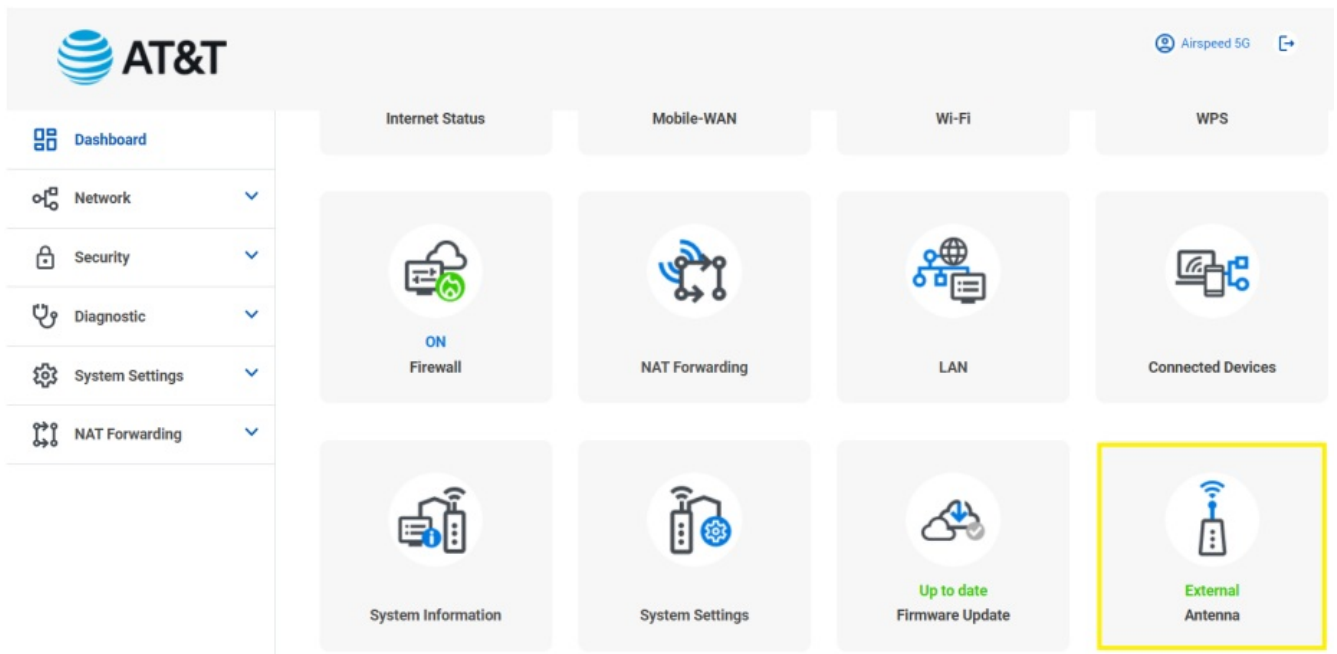 AT&T
Airspeed 5G
Dashboard
Network
Security
Diagnostic
System Settings
NAT Forwarding
Internet Status
Mobile-WAN
Wi-Fi
WPS
ON
Firewall
NAT Forwarding
LAN
Connected Devices
System Information
System Settings
Up to date
Firmware Update
External
Antenna